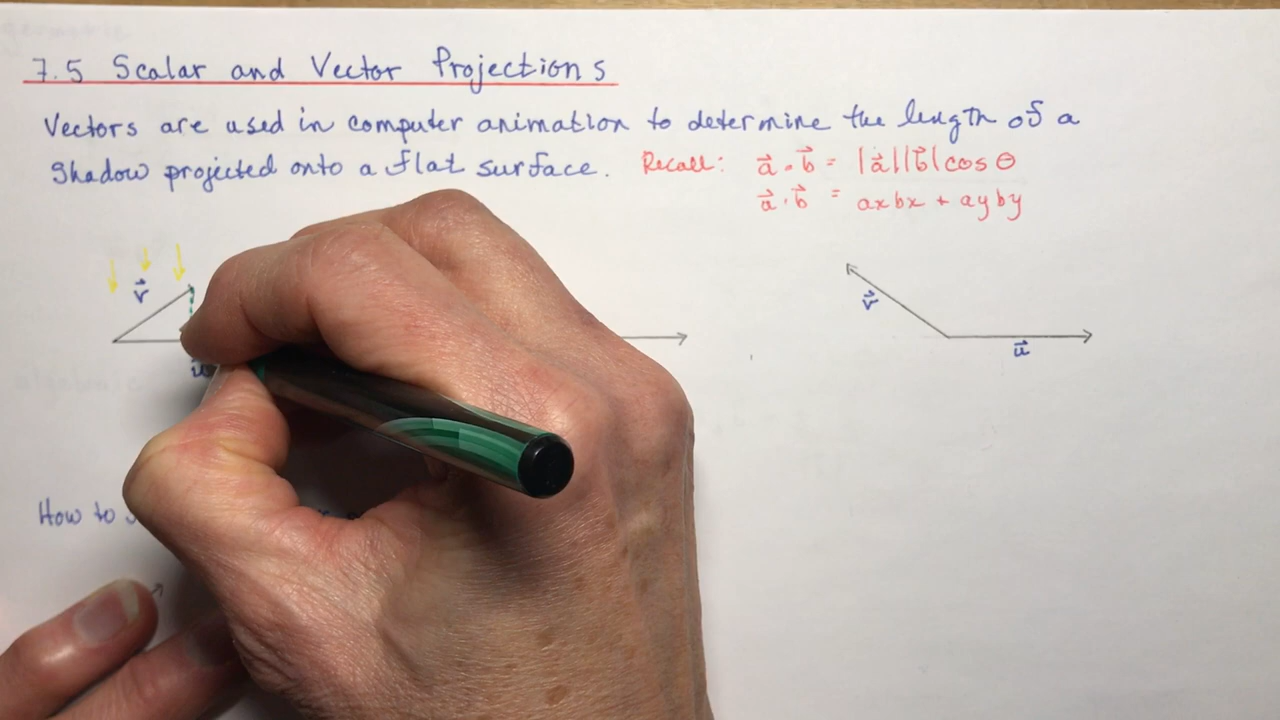 7.5 Scalar and Vector Projections
Vectors are used in computer animation to determine the length of a
shadow projected onto a flat surface. Recall: a⃗ · b⃗ = |a⃗||b⃗|cos θ
a⃗ · b⃗ = axbx + ayby
v⃗
v⃗
u⃗
u⃗
How to